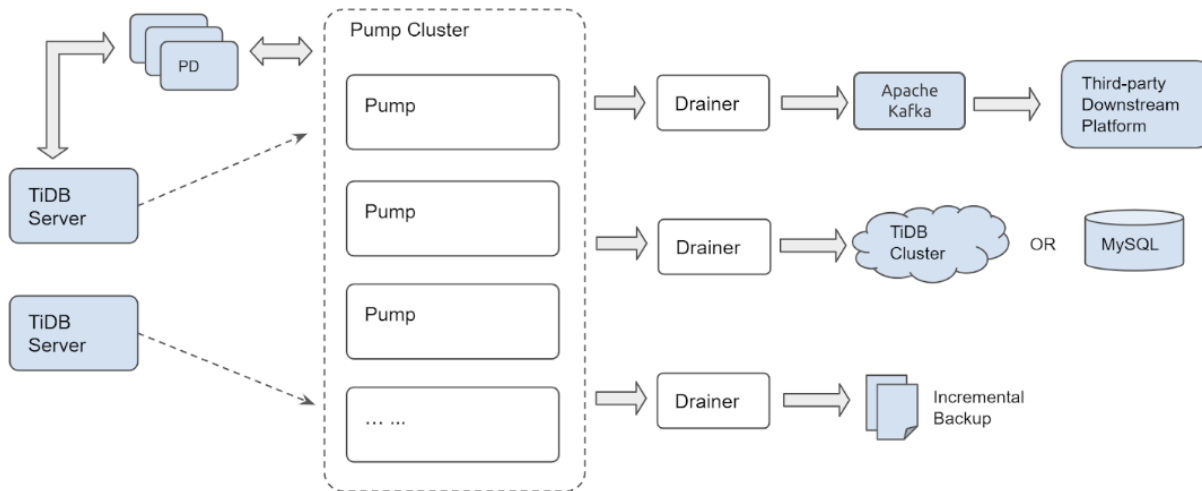 PD
Pump Cluster
Pump
Drainer
Apache
Kafka
Third-party
Downstream
Platform
TiDB
Server
Pump
Drainer
TiDB
Cluster
OR
MySQL
TiDB
Server
Pump
... ...
Drainer
Incremental
Backup